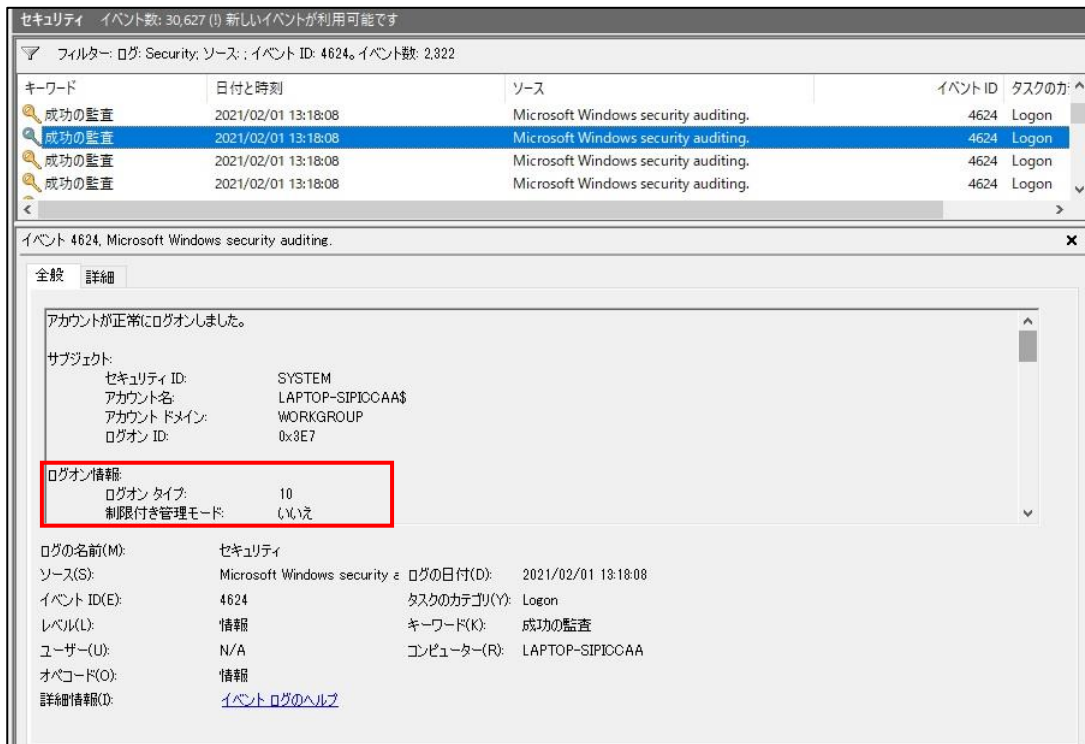 セキュリティ イベント数: 30,627 (!) 新しいイベントが利用可能です
フィルター: ログ: Security; ソース: ; イベント ID: 4624。イベント数: 2,322
キーワード 日付と時刻 ソース イベント ID タスクのカ
成功の監査 2021/02/01 13:18:08 Microsoft Windows security auditing. 4624 Logon
成功の監査 2021/02/01 13:18:08 Microsoft Windows security auditing. 4624 Logon
成功の監査 2021/02/01 13:18:08 Microsoft Windows security auditing. 4624 Logon
成功の監査 2021/02/01 13:18:08 Microsoft Windows security auditing. 4624 Logon
イベント 4624, Microsoft Windows security auditing.
全般 詳細
アカウントが正常にログオンしました。
サブジェクト:
セキュリティ ID: SYSTEM
アカウント名: LAPTOP-SIPICCAA$
アカウント ドメイン: WORKGROUP
ログオン ID: 0x3E7
ログオン情報:
ログオン タイプ: 10
制限付き管理モード: いいえ
ログの名前(M): セキュリティ
ソース(S): Microsoft Windows security a ログの日付(D): 2021/02/01 13:18:08
イベント ID(E): 4624 タスクのカテゴリ(Y): Logon
レベル(L): 情報 キーワード(K): 成功の監査
ユーザー(U): N/A コンピューター(R): LAPTOP-SIPICCAA
オペコード(O): 情報
詳細情報(I): イベント ログのヘルプ